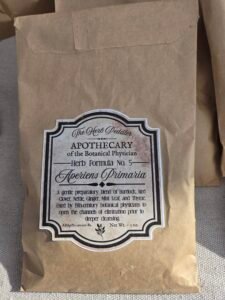 The Herb Peddler
APOTHECARY
of the Botanical Physician
Herb Formula No. 5
Aperiens Primaria
A gentle preparatory blend of Burdock, Red
Clover, Nettle, Ginger, Mint Leaf and Thyme.
Used by 19th-century botanical physicians to
open the channels of elimination prior to
deeper cleansing.
Net Wt.